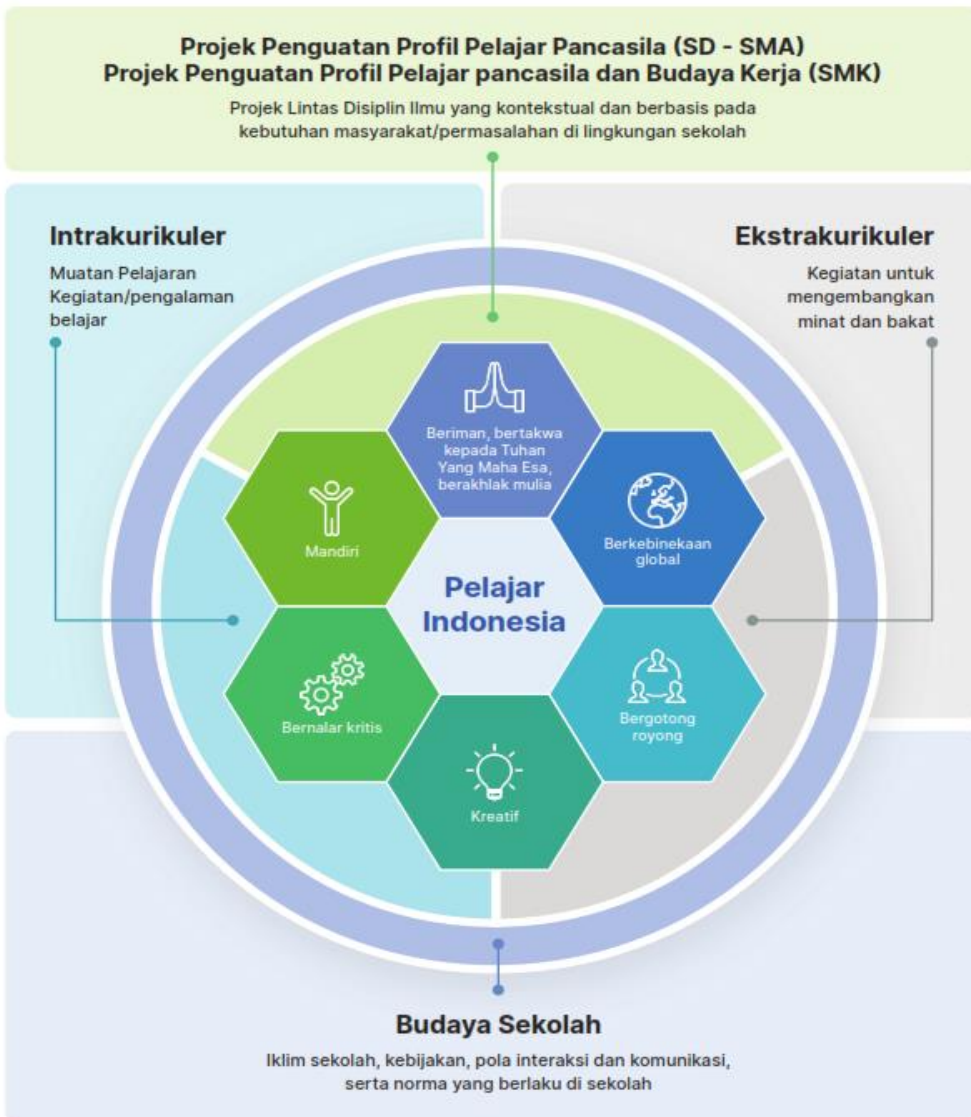 Projek Penguatan Profil Pelajar Pancasila (SD - SMA)
Projek Penguatan Profil Pelajar pancasila dan Budaya Kerja (SMK)
Projek Lintas Disiplin Ilmu yang kontekstual dan berbasis pada
kebutuhan masyarakat/permasalahan di lingkungan sekolah
Intrakurikuler
Muatan Pelajaran
Kegiatan/pengalaman
belajar
Ekstrakurikuler
Kegiatan untuk
mengembangkan
minat dan bakat
Beriman, bertakwa
kepada Tuhan
Yang Maha Esa,
berakhlak mulia
Mandiri
Berkebinekaan
global
Pelajar
Indonesia
Bernalar kritis
Bergotong
royong
Kreatif
Budaya Sekolah
Iklim sekolah, kebijakan, pola interaksi dan komunikasi,
serta norma yang berlaku di sekolah